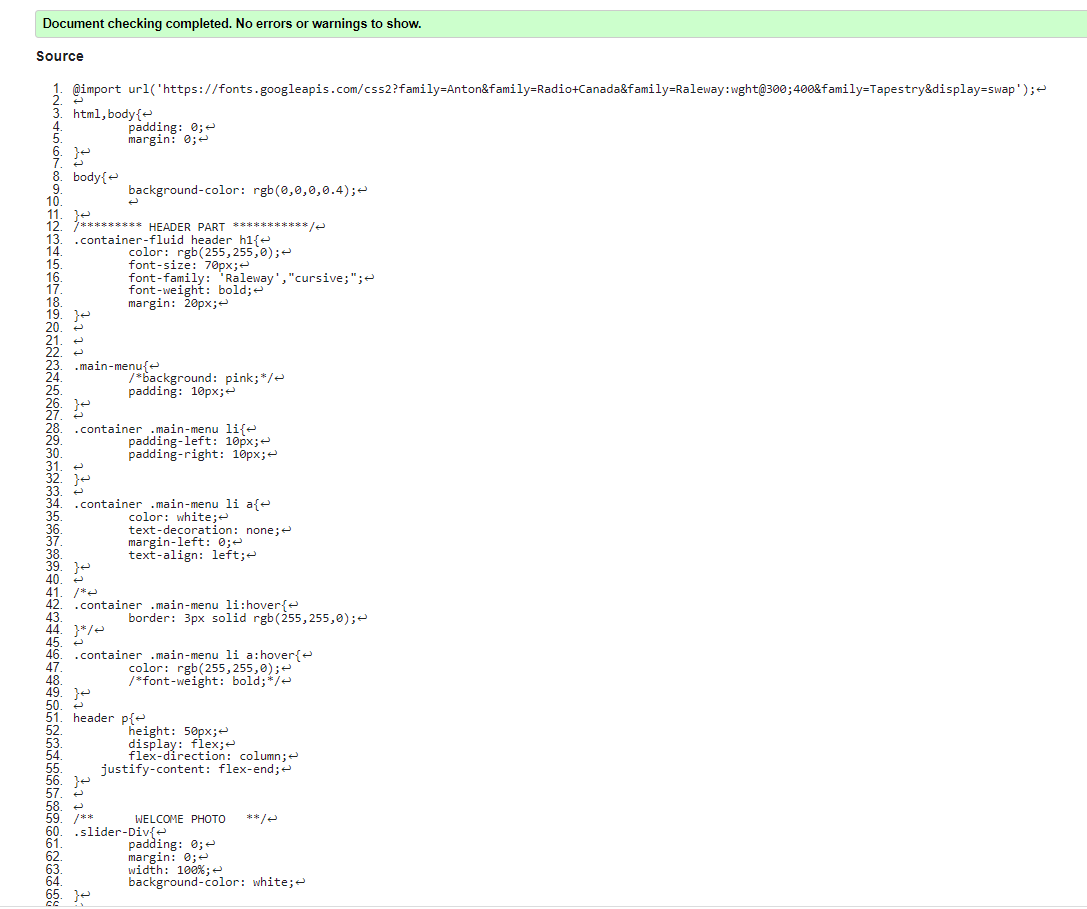 Document checking completed. No errors or warnings to show.
Source
1. @import url('https://fonts.googleapis.com/css2?family=Anton&family=Radio+Canada&family=Raleway:wght@300;400&family=Tapestry&display=swap');↩
2. ↩
3. html,body{↩
4. padding: 0;↩
5. margin: 0;↩
6. }↩
7. ↩
8. body{↩
9. background-color: rgb(0,0,0,0.4);↩
10. ↩
11. }↩
12. /********* HEADER PART ***********/↩
13. .container-fluid header h1{↩
14. color: rgb(255,255,0);↩
15. font-size: 70px;↩
16. font-family: 'Raleway',"cursive;";↩
17. font-weight: bold;↩
18. margin: 20px;↩
19. }↩
20. ↩
21. ↩
22. ↩
23. .main-menu{↩
24. /*background: pink;*/↩
25. padding: 10px;↩
26. }↩
27. ↩
28. .container .main-menu li{↩
29. padding-left: 10px;↩
30. padding-right: 10px;↩
31. ↩
32. }↩
33. ↩
34. .container .main-menu li a{↩
35. color: white;↩
36. text-decoration: none;↩
37. margin-left: 0;↩
38. text-align: left;↩
39. }↩
40. ↩
41. /*↩
42. .container .main-menu li:hover{↩
43. border: 3px solid rgb(255,255,0);↩
44. }*/↩
45. ↩
46. .container .main-menu li a:hover{↩
47. color: rgb(255,255,0);↩
48. /*font-weight: bold;*/↩
49. }↩
50. ↩
51. header p{↩
52. height: 50px;↩
53. display: flex;↩
54. flex-direction: column;↩
55. justify-content: flex-end;↩
56. }↩
57. ↩
58. ↩
59. /** WELCOME PHOTO **/↩
60. .slider-Div{↩
61. padding: 0;↩
62. margin: 0;↩
63. width: 100%;↩
64. background-color: white;↩
65. }↩